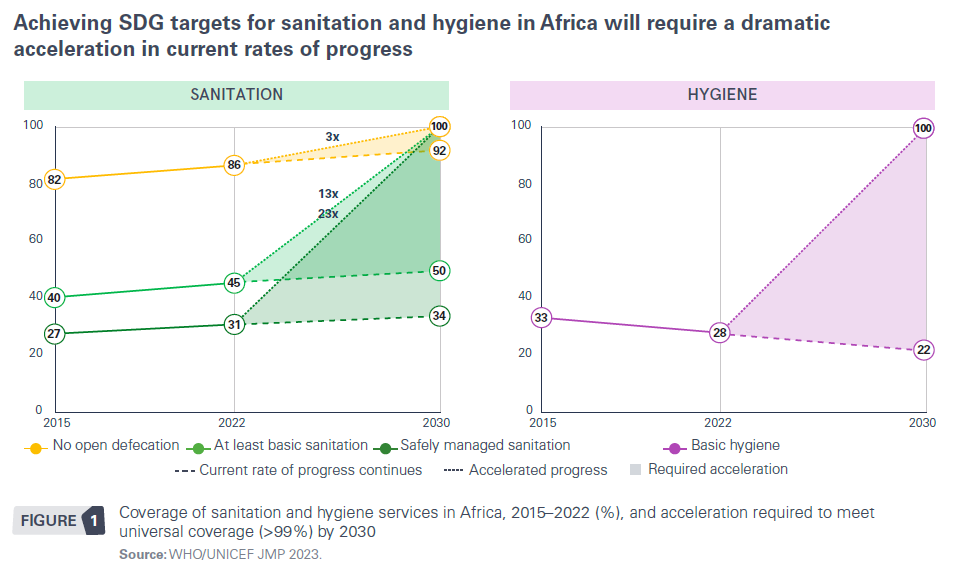 Achieving SDG targets for sanitation and hygiene in Africa will require a dramatic
acceleration in current rates of progress
SANITATION
HYGIENE
100
80
60
40
20
0
82
86
100
92
3x
13x
23x
40
45
50
27
31
34
2015
2022
2030
100
80
60
40
20
0
33
28
100
22
2015
2022
2030
No open defecation
At least basic sanitation
Safely managed sanitation
Basic hygiene
Current rate of progress continues
Accelerated progress
Required acceleration
FIGURE 1
Coverage of sanitation and hygiene services in Africa, 2015–2022 (%), and acceleration required to meet
universal coverage (>99%) by 2030
Source: WHO/UNICEF JMP 2023.